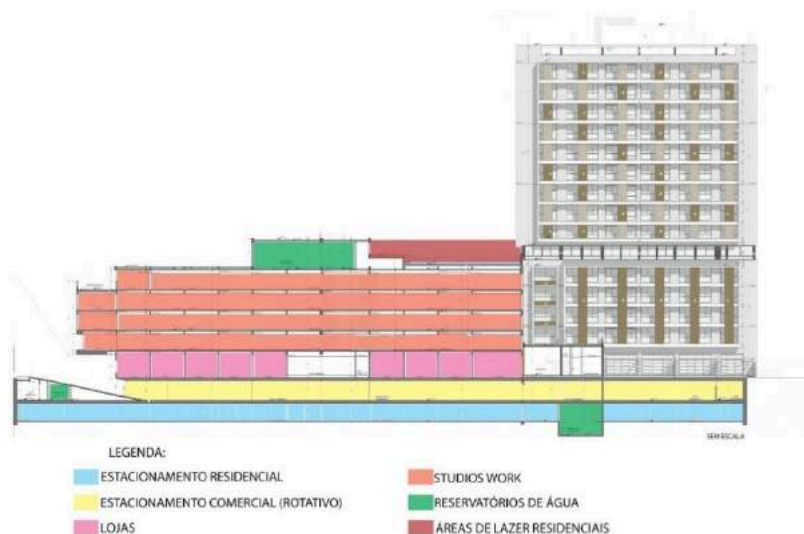 SEM ESCALA
LEGENDA:
ESTACIONAMENTO RESIDENCIAL
ESTACIONAMENTO COMERCIAL (ROTATIVO)
LOJAS
STUDIOS WORK
RESERVATÓRIOS DE ÁGUA
ÁREAS DE LAZER RESIDENCIAIS